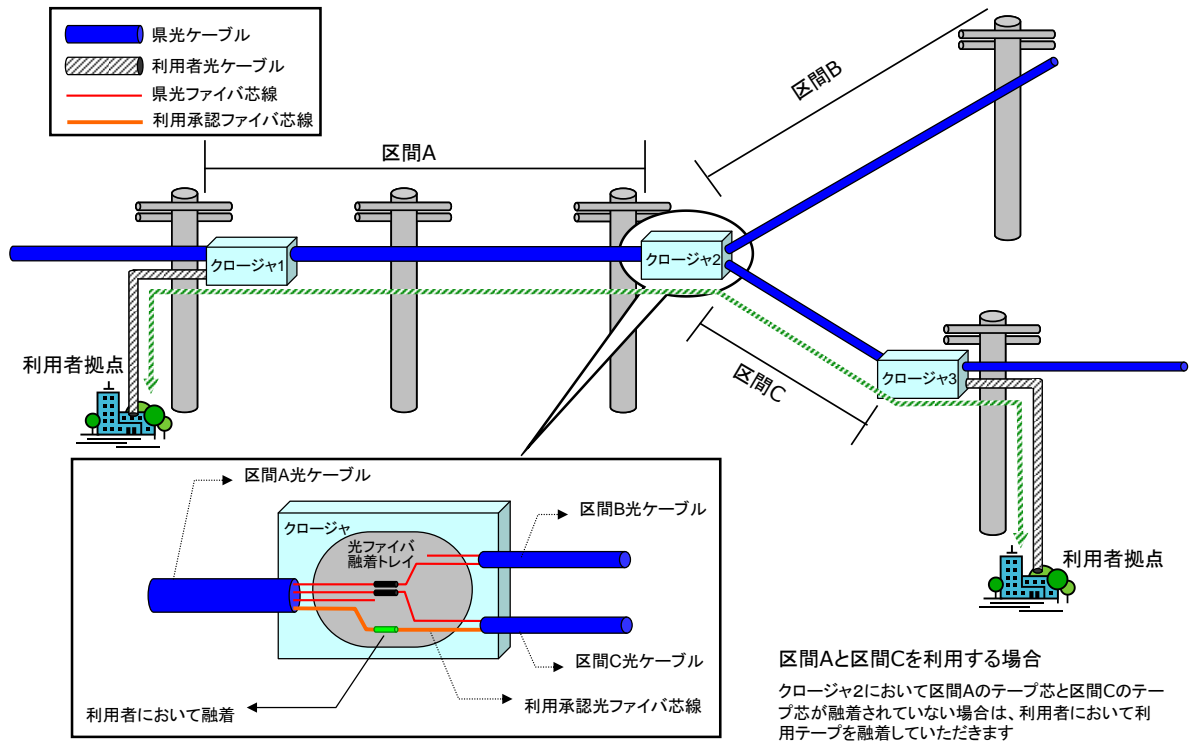 県光ケーブル
利用者光ケーブル
県光ファイバ芯線
利用承認ファイバ芯線
区間A
区間B
クロージャ1
クロージャ2
区間C
クロージャ3
利用者拠点
利用者拠点
区間A光ケーブル
クロージャ
光ファイバ
融着トレイ
区間B光ケーブル
区間C光ケーブル
利用者において融着
利用承認光ファイバ芯線
区間Aと区間Cを利用する場合
クロージャ2において区間Aのテープ芯と区間Cのテー
プ芯が融着されていない場合は、利用者において利
用テープを融着していただきます